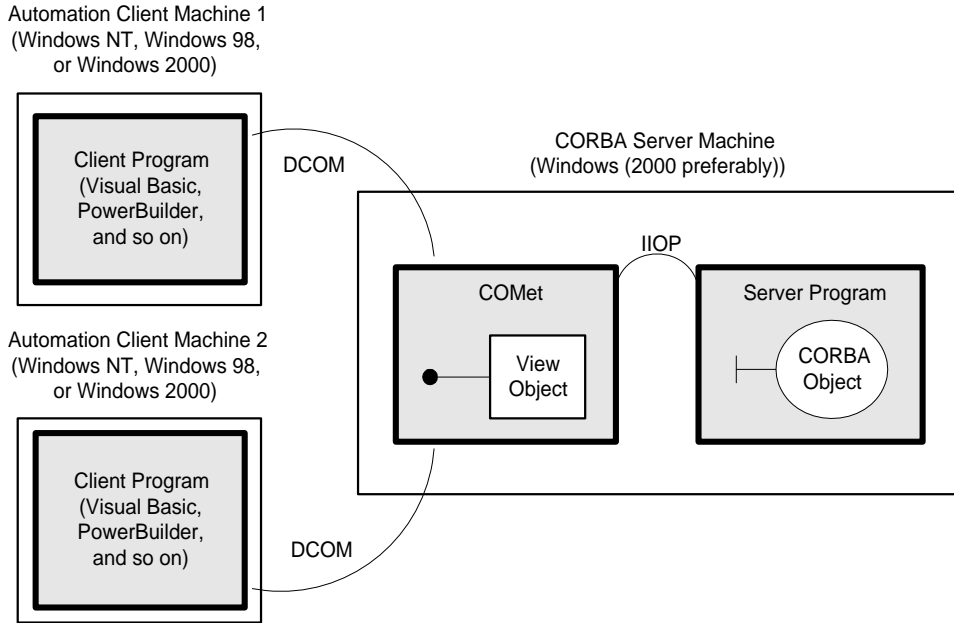 Automation Client Machine 1
(Windows NT, Windows 98,
or Windows 2000)
Client Program
(Visual Basic,
PowerBuilder,
and so on)
DCOM
CORBA Server Machine
(Windows (2000 preferably))
IIOP
COMet
View
Object
Server Program
CORBA
Object
Automation Client Machine 2
(Windows NT, Windows 98,
or Windows 2000)
Client Program
(Visual Basic,
PowerBuilder,
and so on)
DCOM